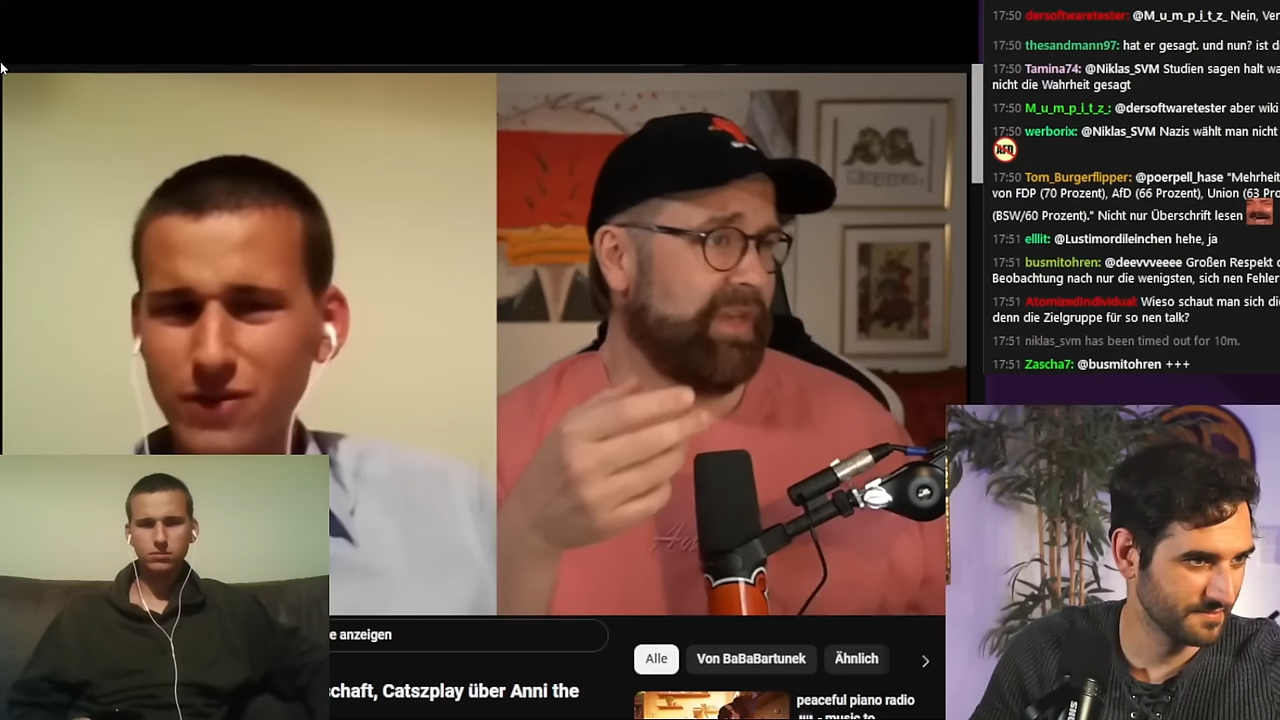 17:50 dersoftwaretester: @M_u_m_p_i_t_z_ Nein, Ver
17:50 thesandmann97: hat er gesagt. und nun? ist d
17:50 Tamina74: @Niklas_SVM Studien sagen halt wa
nicht die Wahrheit gesagt
17:50 M_u_m_p_i_t_z_: @dersoftwaretester aber wiki
17:50 werborix: @Niklas_SVM Nazis wählt man nicht
AFD
17:50 Tom_Burgerflipper: @poerpell_hase "Mehrheit
von FDP (70 Prozent), AfD (66 Prozent), Union (63 Pro
(BSW/60 Prozent)." Nicht nur Überschrift lesen
17:51 elllit: @Lustimordileinchen hehe, ja
17:51 busmitohren: @deevvveeee Großen Respekt d
Beobachtung nach nur die wenigsten, sich nen Fehler
17:51 AtomizedIndividual: Wieso schaut man sich die
denn die Zielgruppe für so nen talk?
17:51 niklas_svm has been timed out for 10m.
17:51 Zascha7: @busmitohren +++
Kappa.
e anzeigen
Alle
Von BaBaBartunek
Ähnlich
chaft, Catszplay über Anni the
peaceful piano radio
- music to